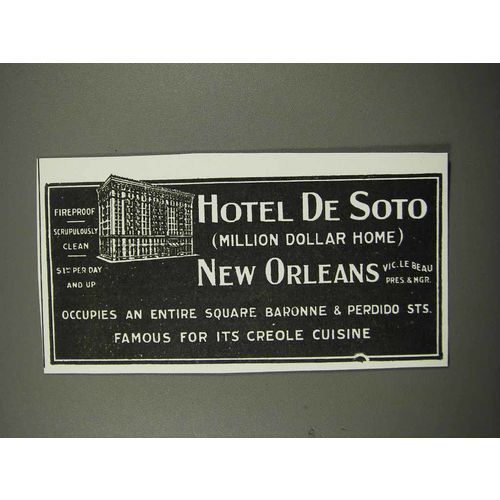 FIREPROOF
SCRUPULOUSLY
CLEAN
$1.00 PER DAY
AND UP
HOTEL DE SOTO
(MILLION DOLLAR HOME)
NEW ORLEANS
VIC. LE BEAU
PRES. & MGR.
OCCUPIES AN ENTIRE SQUARE BARONNE & PERDIDO STS.
FAMOUS FOR ITS CREOLE CUISINE